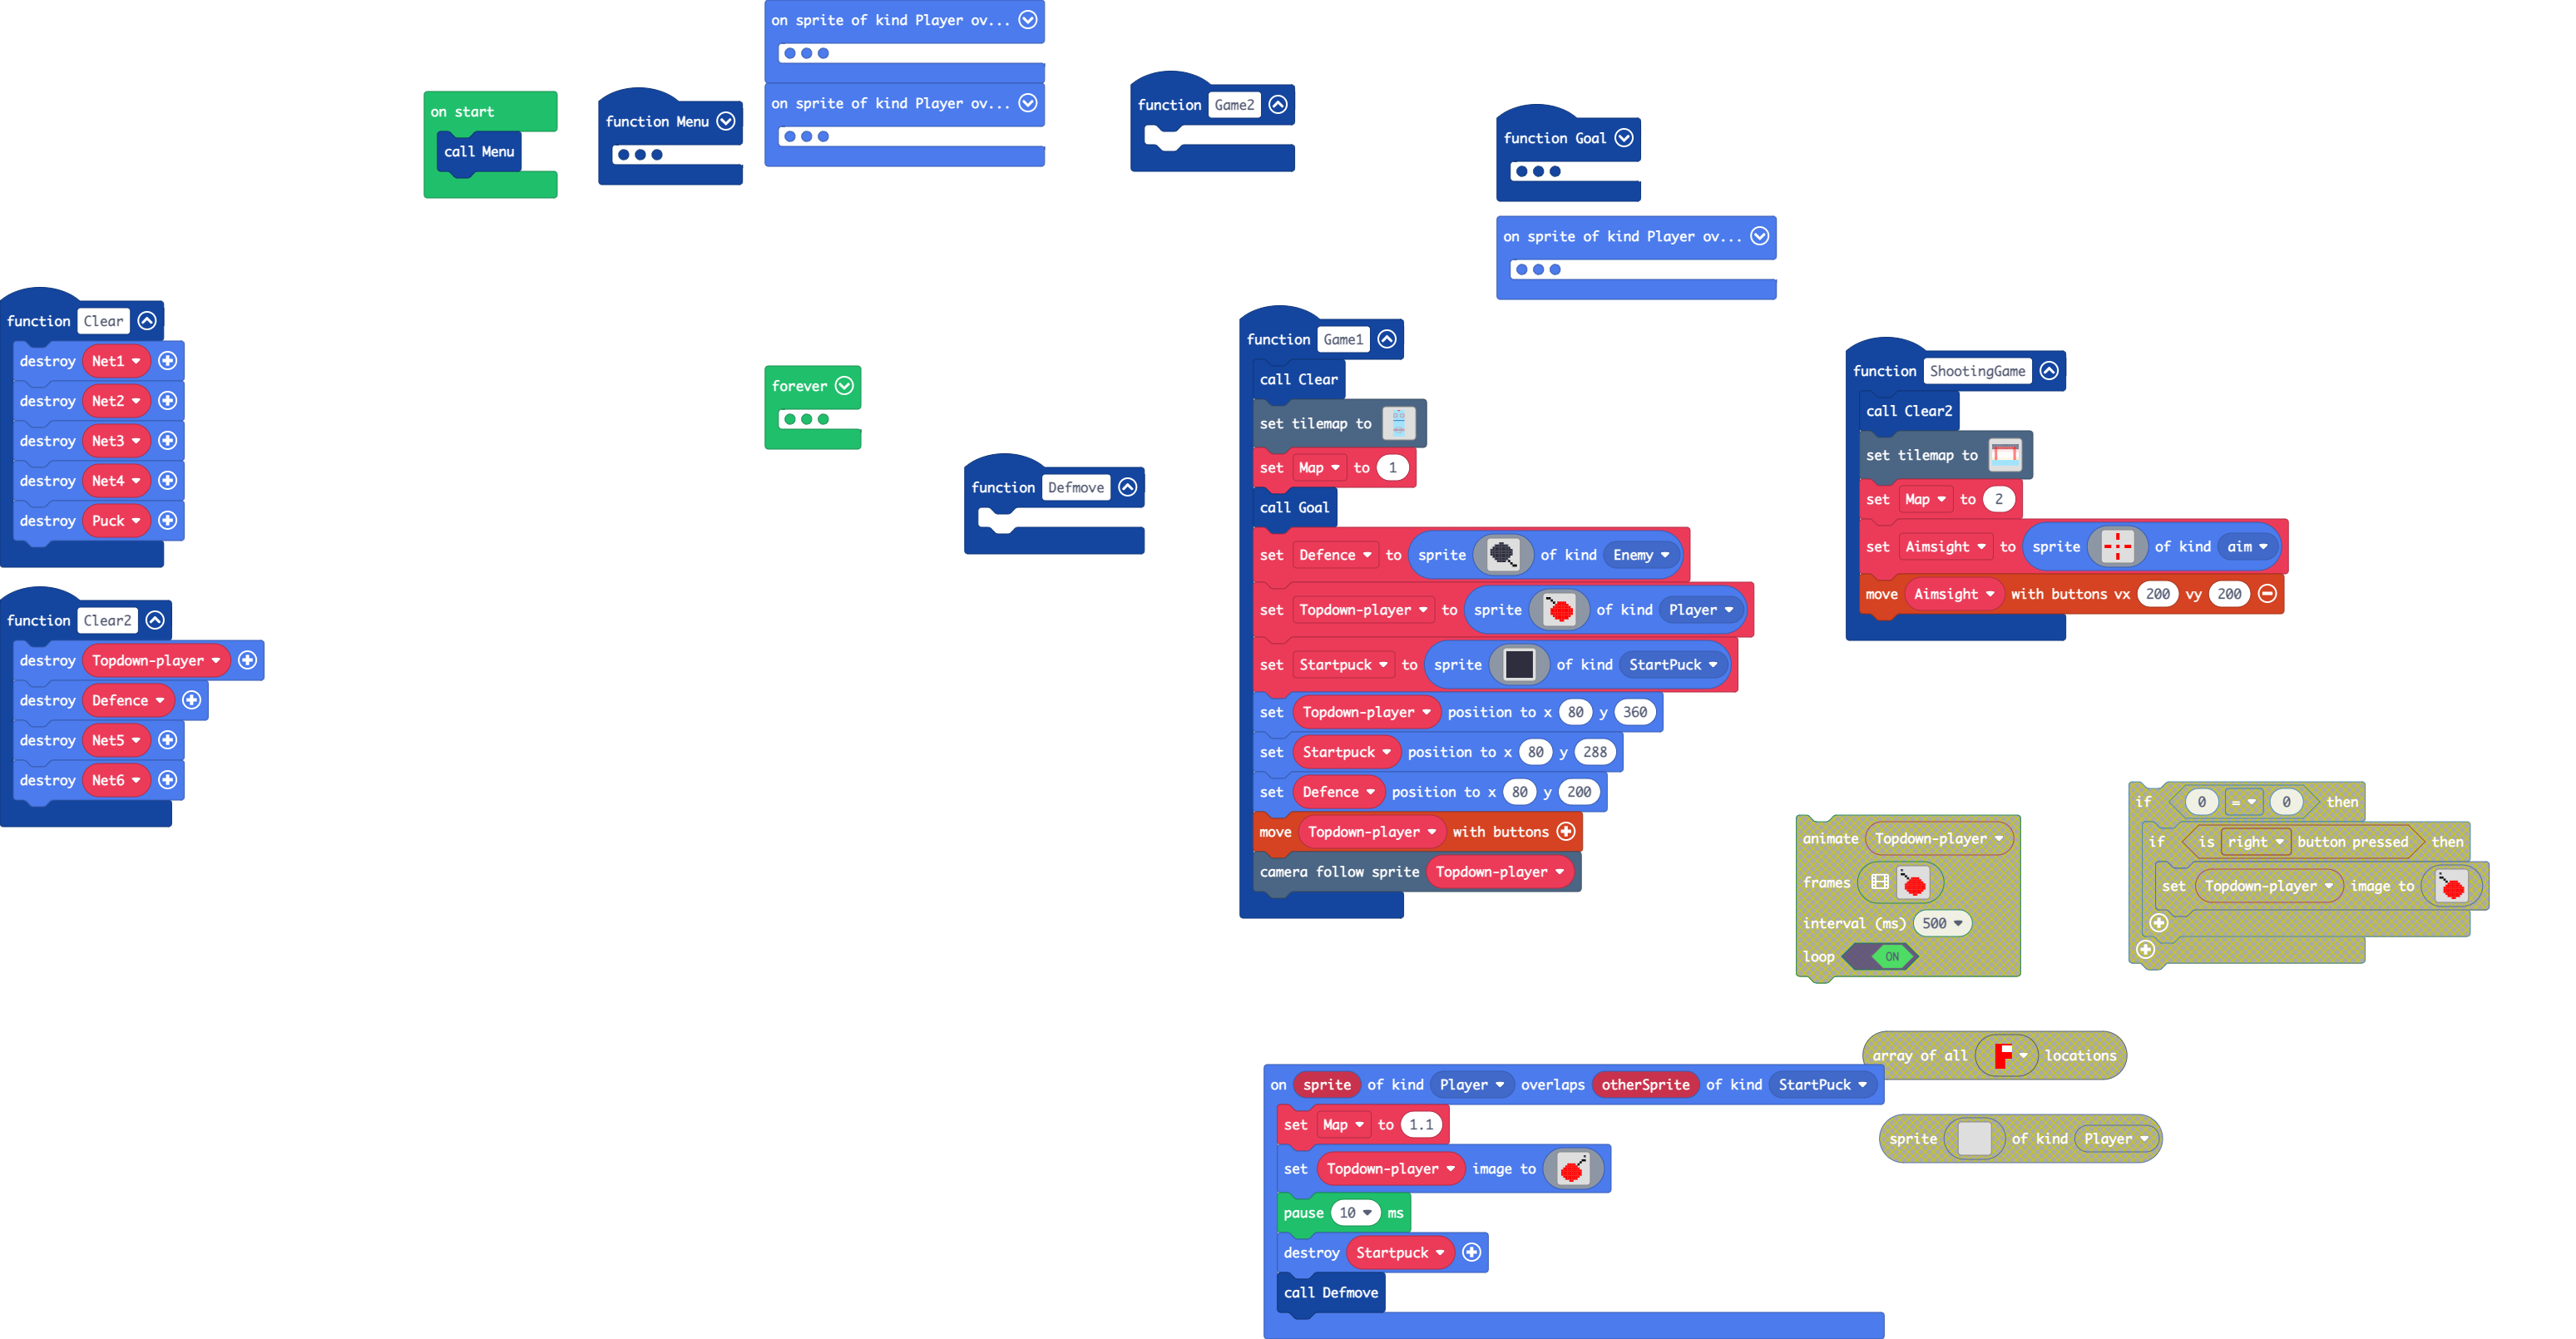 on start
call Menu
function Menu
on sprite of kind Player ov...
on sprite of kind Player ov...
function Game2
function Goal
on sprite of kind Player ov...
function Clear
destroy Net1
destroy Net2
destroy Net3
destroy Net4
destroy Puck
function Clear2
destroy Topdown-player
destroy Defence
destroy Net5
destroy Net6
forever
function Defmove
function Game1
call Clear
set tilemap to
set Map to 1
call Goal
set Defence to sprite of kind Enemy
set Topdown-player to sprite of kind Player
set Startpuck to sprite of kind StartPuck
set Topdown-player position to x 80 y 360
set Startpuck position to x 80 y 288
set Defence position to x 80 y 200
move Topdown-player with buttons
camera follow sprite Topdown-player
function ShootingGame
call Clear2
set tilemap to
set Map to 2
set Aimsight to sprite of kind aim
move Aimsight with buttons vx 200 vy 200
animate Topdown-player
frames
interval (ms) 500
loop ON
if 0 = 0 then
if is right button pressed then
set Topdown-player image to
array of all locations
sprite of kind Player
on sprite of kind Player overlaps otherSprite of kind StartPuck
set Map to 1.1
set Topdown-player image to
pause 10 ms
destroy Startpuck
call Defmove